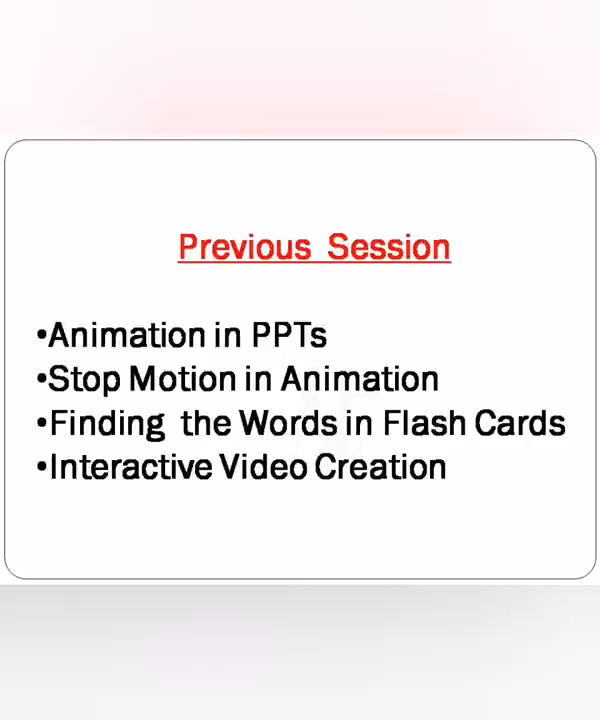 Previous Session
•Animation in PPTs
•Stop Motion in Animation
•Finding the Words in Flash Cards
•Interactive Video Creation